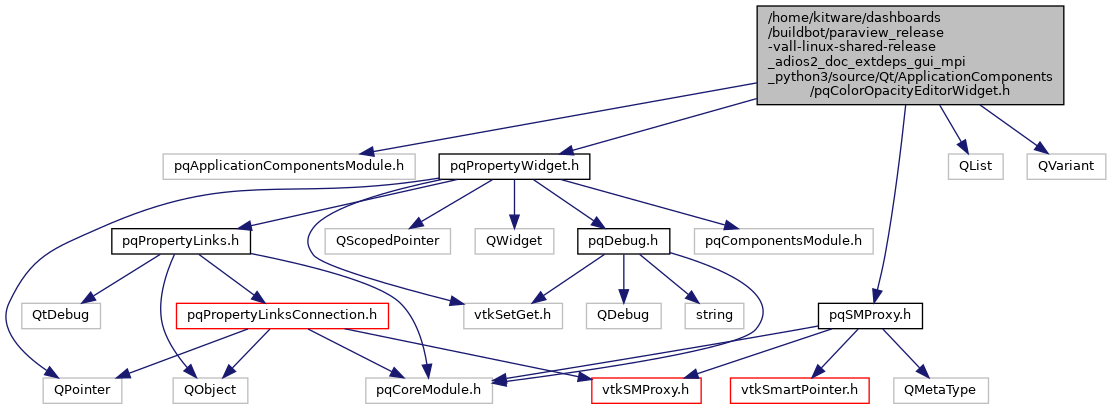 /home/kitware/dashboards
/buildbot/paraview_release
-vall-linux-shared-release
_adios2_doc_extdeps_gui_mpi
_python3/source/Qt/ApplicationComponents
/pqColorOpacityEditorWidget.h
pqApplicationComponentsModule.h
pqPropertyWidget.h
QList
QVariant
pqPropertyLinks.h
QScopedPointer
QWidget
pqDebug.h
pqComponentsModule.h
QtDebug
pqPropertyLinksConnection.h
vtkSetGet.h
QDebug
string
pqSMProxy.h
QPointer
QObject
pqCoreModule.h
vtkSMProxy.h
vtkSmartPointer.h
QMetaType